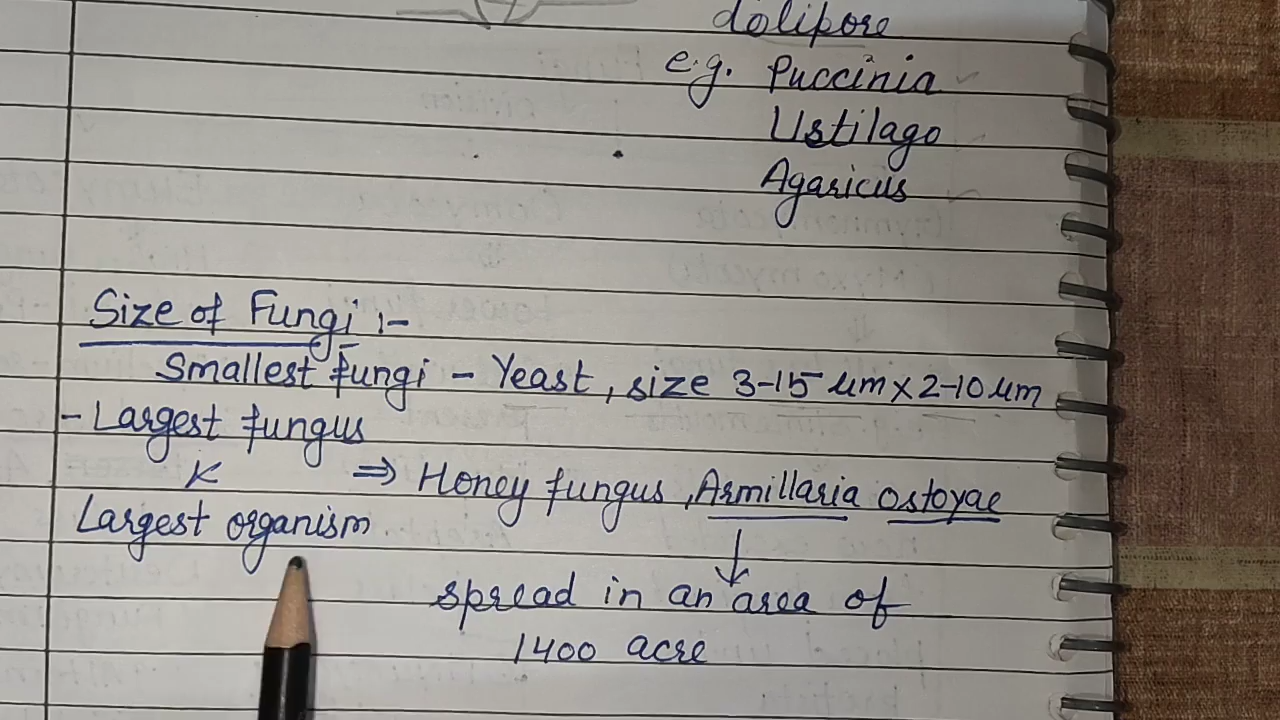 dolipore
e.g. Puccinia
Ustilago
Agaricus
Size of Fungi :-
Smallest fungi - Yeast, size 3-15 µm x 2-10 µm
- Largest fungus
K ⇒ Honey fungus, Armillaria ostoyae
Largest organism
spread in an area of
1400 acre